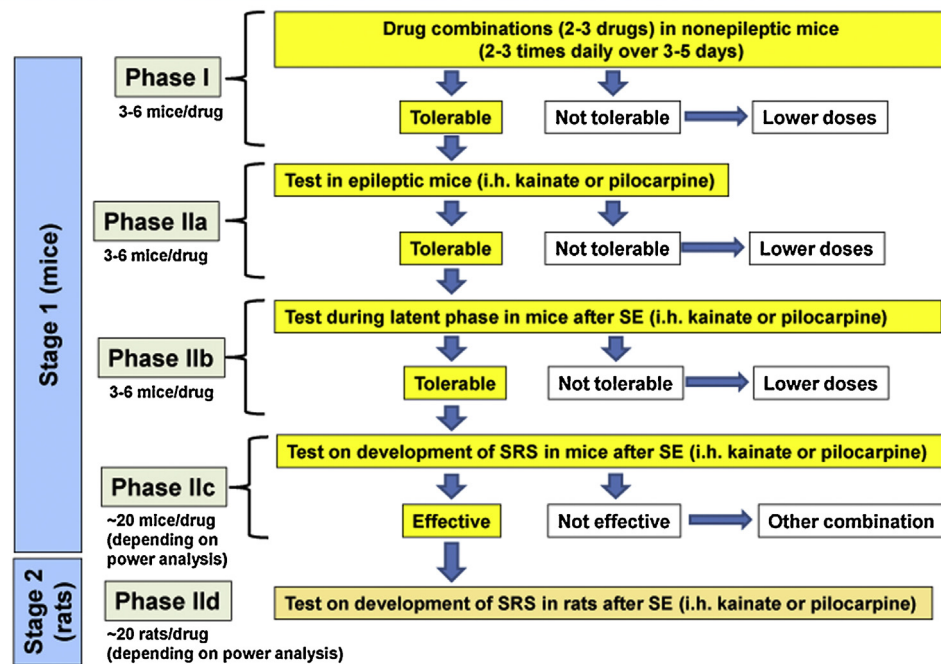 Stage 1 (mice)
Drug combinations (2-3 drugs) in nonepileptic mice
(2-3 times daily over 3-5 days)
Phase I
3-6 mice/drug
Tolerable
Not tolerable
Lower doses
Test in epileptic mice (i.h. kainate or pilocarpine)
Phase IIa
3-6 mice/drug
Tolerable
Not tolerable
Lower doses
Test during latent phase in mice after SE (i.h. kainate or pilocarpine)
Phase IIb
3-6 mice/drug
Tolerable
Not tolerable
Lower doses
Test on development of SRS in mice after SE (i.h. kainate or pilocarpine)
Phase IIc
~20 mice/drug
(depending on
power analysis)
Effective
Not effective
Other combination
Stage 2
(rats)
Phase IId
~20 rats/drug
(depending on power analysis)
Test on development of SRS in rats after SE (i.h. kainate or pilocarpine)